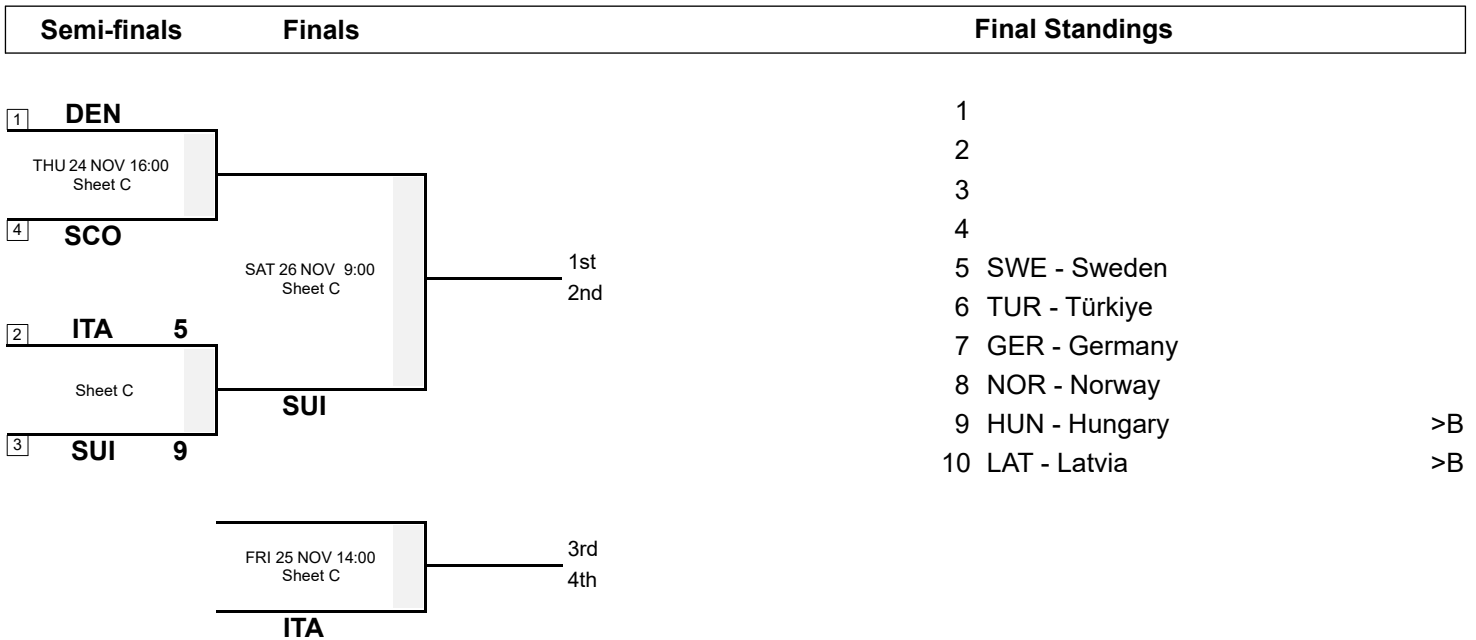 Semi-finals Finals Final Standings
1 DEN
THU 24 NOV 16:00
Sheet C
4 SCO
SAT 26 NOV 9:00
Sheet C
1st
2nd
2 ITA 5
Sheet C
3 SUI 9
SUI
FRI 25 NOV 14:00
Sheet C
3rd
4th
ITA
1
2
3
4
5 SWE - Sweden
6 TUR - Türkiye
7 GER - Germany
8 NOR - Norway
9 HUN - Hungary >B
10 LAT - Latvia >B